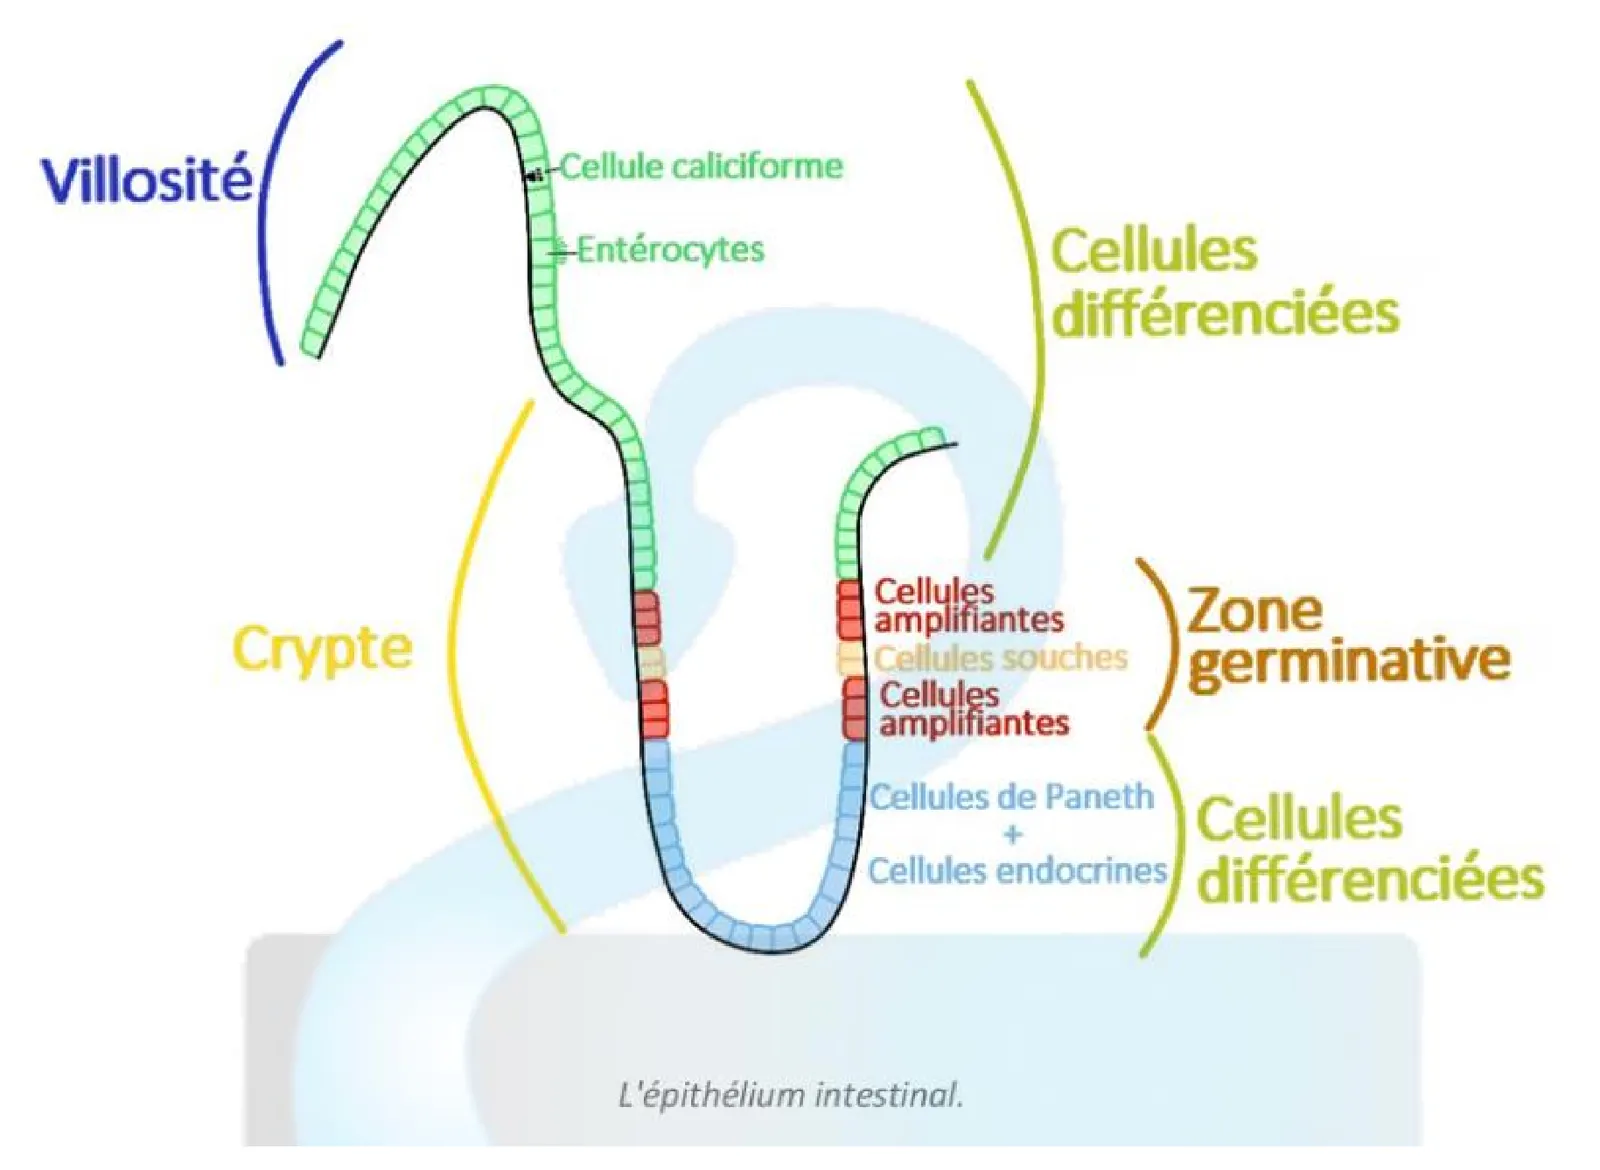 Villosité
Cellule caliciforme
Entérocytes
Cellules
différenciées
Crypte
Cellules
amplifiantes
Cellules souches
Cellules
amplifiantes
Zone
germinative
Cellules de Paneth
+
Cellules endocrines
Cellules
différenciées
L'épithélium intestinal.